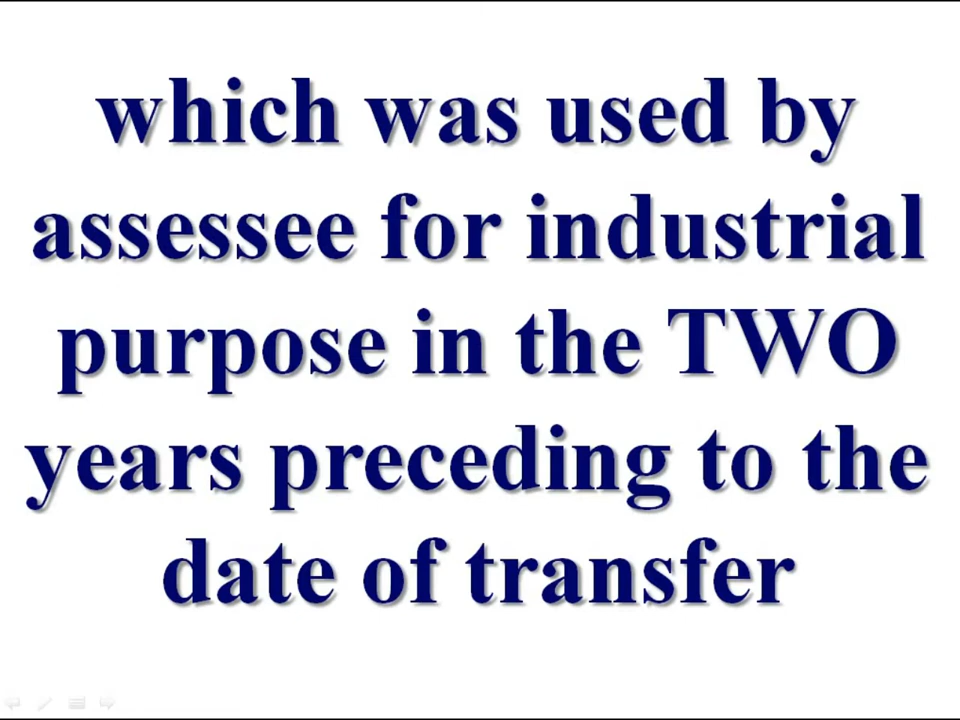 which was used by
assessee for industrial
purpose in the TWO
years preceding to the
date of transfer